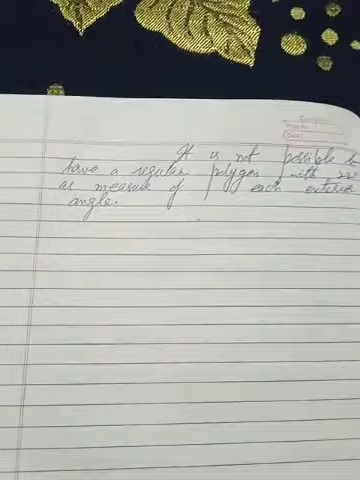 It is not possible to
have a regular polygon with 22°
as measure of each exterior
angle.